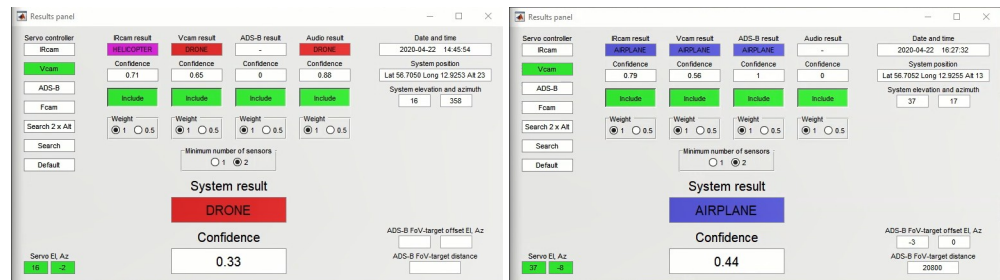 Results panel
Servo controller IRcam result Vcam result ADS-B result Audio result Date and time
IRcam HELICOPTER DRONE - DRONE 2020-04-22 14:45:54
Vcam Confidence Confidence Confidence Confidence System position
0.71 0.65 0 0.88 Lat 56.7050 Long 12.9253 Alt 23
ADS-B Include Include Include Include System elevation and azimuth
16 358
Fcam
Search 2 x Alt Weight Weight Weight Weight
1 0.5 1 0.5 1 0.5 1 0.5
Search Minimum number of sensors
Default 1 2
System result
DRONE
Confidence
0.33
ADS-B FoV-target offset El, Az
Servo El, Az ADS-B FoV-target distance
16 -2
Results panel
Servo controller IRcam result Vcam result ADS-B result Audio result Date and time
IRcam AIRPLANE AIRPLANE AIRPLANE - 2020-04-22 16:27:32
Vcam Confidence Confidence Confidence Confidence System position
0.79 0.56 1 0 Lat 56.7052 Long 12.9255 Alt 13
ADS-B Include Include Include Include System elevation and azimuth
37 17
Fcam
Search 2 x Alt Weight Weight Weight Weight
1 0.5 1 0.5 1 0.5 1 0.5
Search Minimum number of sensors
Default 1 2
System result
AIRPLANE
Confidence
0.44
ADS-B FoV-target offset El, Az
-3 0
Servo El, Az ADS-B FoV-target distance
37 -8 20800